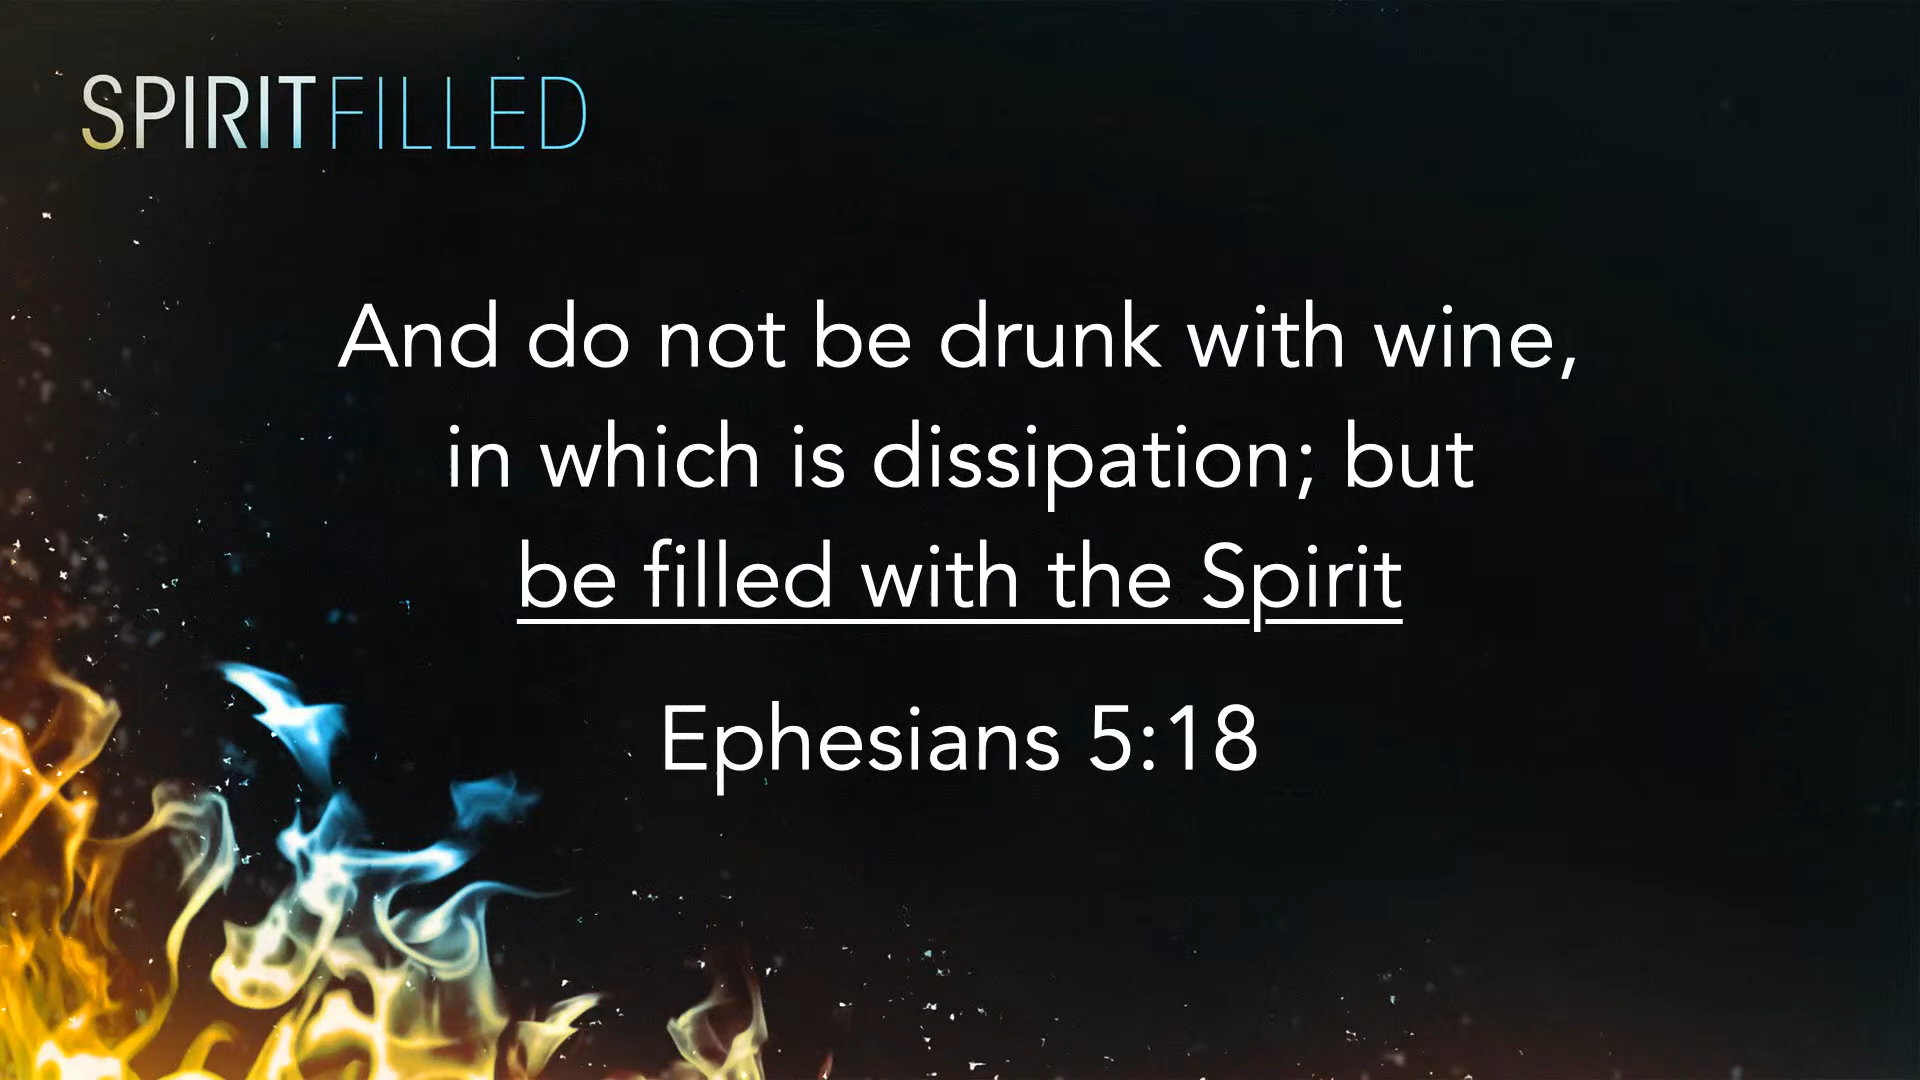 SPIRITFILLED
And do not be drunk with wine,
in which is dissipation; but
be filled with the Spirit
Ephesians 5:18